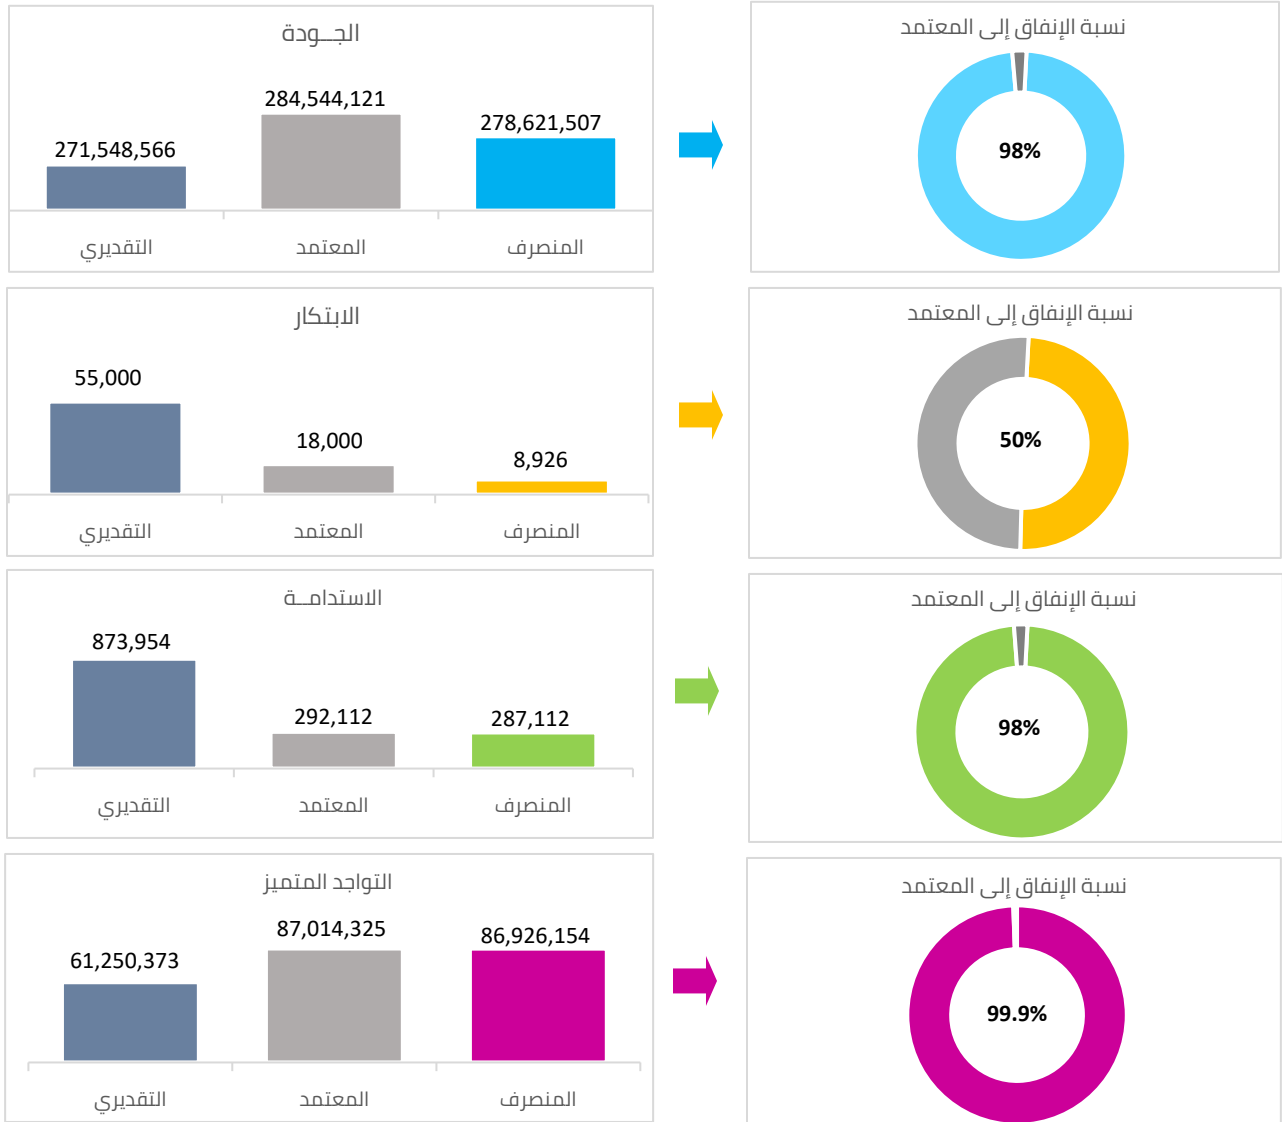 الجــودة
271,548,566
284,544,121
278,621,507
التقديري
المعتمد
المنصرف
نسبة الإنفاق إلى المعتمد
98%
الابتكار
55,000
18,000
8,926
التقديري
المعتمد
المنصرف
نسبة الإنفاق إلى المعتمد
50%
الاستدامــة
873,954
292,112
287,112
التقديري
المعتمد
المنصرف
نسبة الإنفاق إلى المعتمد
98%
التواجد المتميز
61,250,373
87,014,325
86,926,154
التقديري
المعتمد
المنصرف
نسبة الإنفاق إلى المعتمد
99.9%